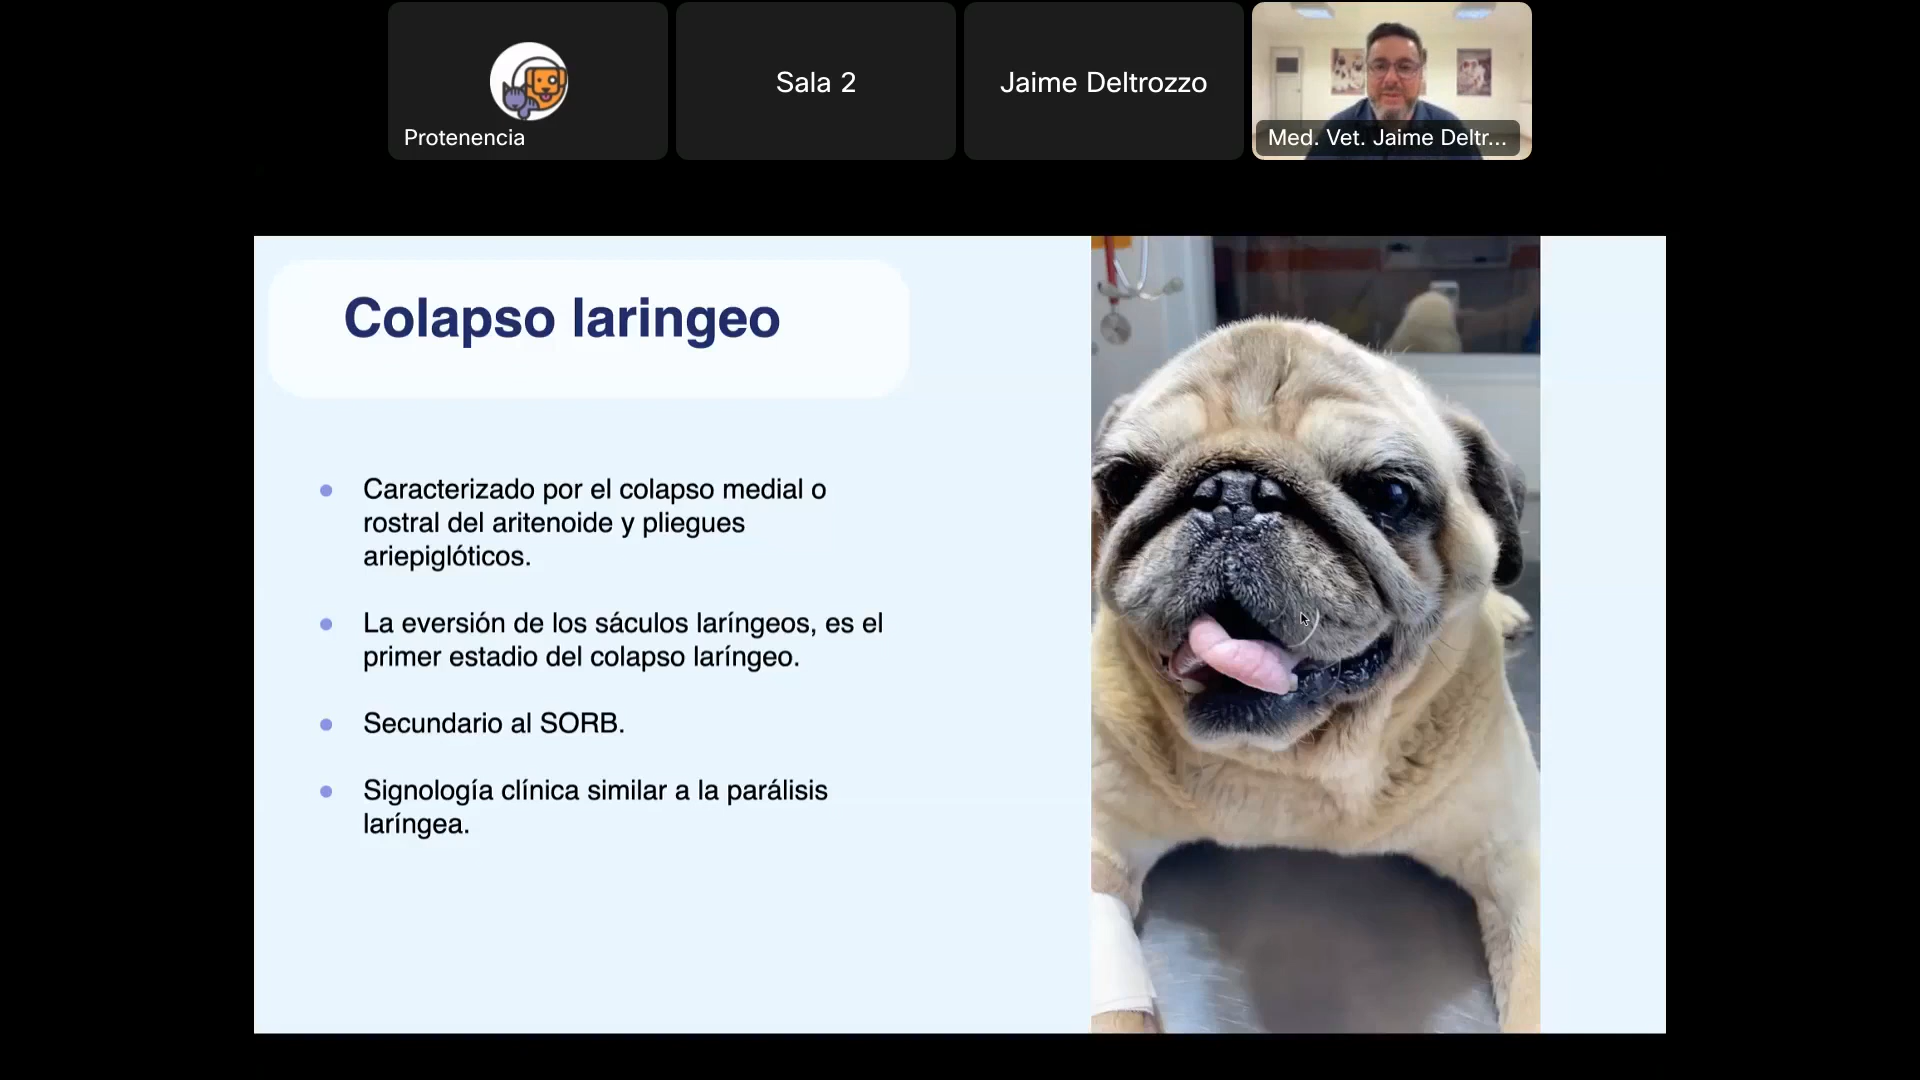 Protenencia
Sala 2
Jaime Deltrozzo
Med. Vet. Jaime Deltr...
Colapso laringeo
Caracterizado por el colapso medial o
rostral del aritenoide y pliegues
ariepiglóticos.
La eversión de los sáculos laríngeos, es el
primer estadio del colapso laríngeo.
Secundario al SORB.
Signología clínica similar a la parálisis
laríngea.